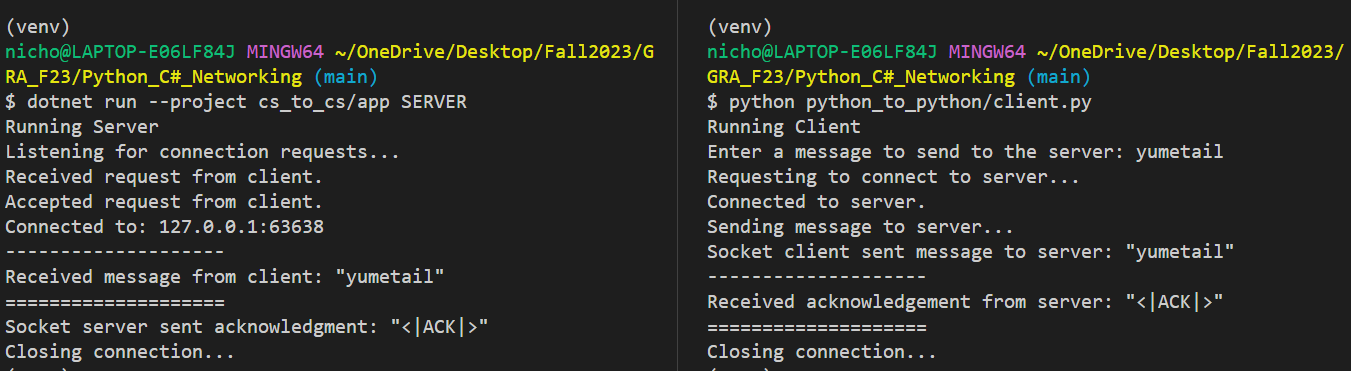 (venv)
nicho@LAPTOP-E06LF84J MINGW64 ~/OneDrive/Desktop/Fall2023/G
RA_F23/Python_C#_Networking (main)
$ dotnet run --project cs_to_cs/app SERVER
Running Server
Listening for connection requests...
Received request from client.
Accepted request from client.
Connected to: 127.0.0.1:63638
--------------------
Received message from client: "yumetail"
====================
Socket server sent acknowledgment: "<|ACK|>"
Closing connection...
(venv)
nicho@LAPTOP-E06LF84J MINGW64 ~/OneDrive/Desktop/Fall2023/
GRA_F23/Python_C#_Networking (main)
$ python python_to_python/client.py
Running Client
Enter a message to send to the server: yumetail
Requesting to connect to server...
Connected to server.
Sending message to server...
Socket client sent message to server: "yumetail"
--------------------
Received acknowledgement from server: "<|ACK|>"
====================
Closing connection...